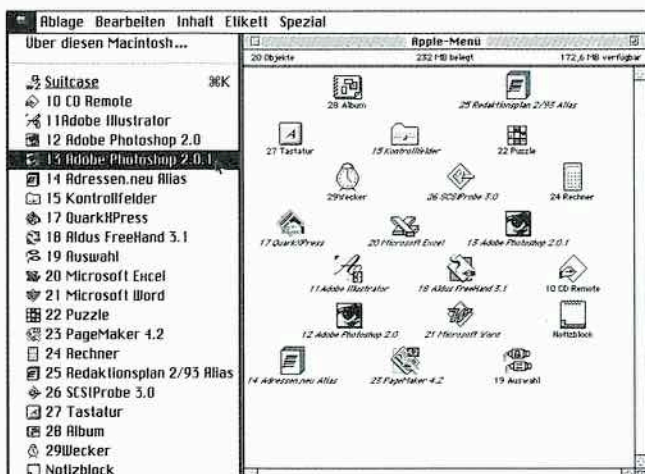 Ablage Bearbeiten Inhalt Etikett Spezial
Über diesen Macintosh...
Suitcase ⌘K
10 CD Remote
11Adobe Illustrator
12 Adobe Photoshop 2.0
13 Adobe Photoshop 2.0.1
14 Adressen.neu Alias
15 Kontrollfelder
17 QuarkXPress
18 Aldus FreeHand 3.1
19 Auswahl
20 Microsoft Excel
21 Microsoft Word
22 Puzzle
23 PageMaker 4.2
24 Rechner
25 Redaktionsplan 2/93 Alias
26 SCSIProbe 3.0
27 Tastatur
28 Album
29Wecker
Notizblock
Apple-Menü
20 Objekte 232 MB belegt 172,6 MB verfügbar
28 Album 25 Redaktionsplan 2/93 Alias
27 Tastatur 15 Kontrollfelder 22 Puzzle
29Wecker 26 SCSIProbe 3.0 24 Rechner
17 QuarkXPress 20 Microsoft Excel 13 Adobe Photoshop 2.0.1
11Adobe Illustrator 18 Aldus FreeHand 3.1 10 CD Remote
12 Adobe Photoshop 2.0 21 Microsoft Word Notizblock
14 Adressen.neu Alias 23 PageMaker 4.2 19 Auswahl